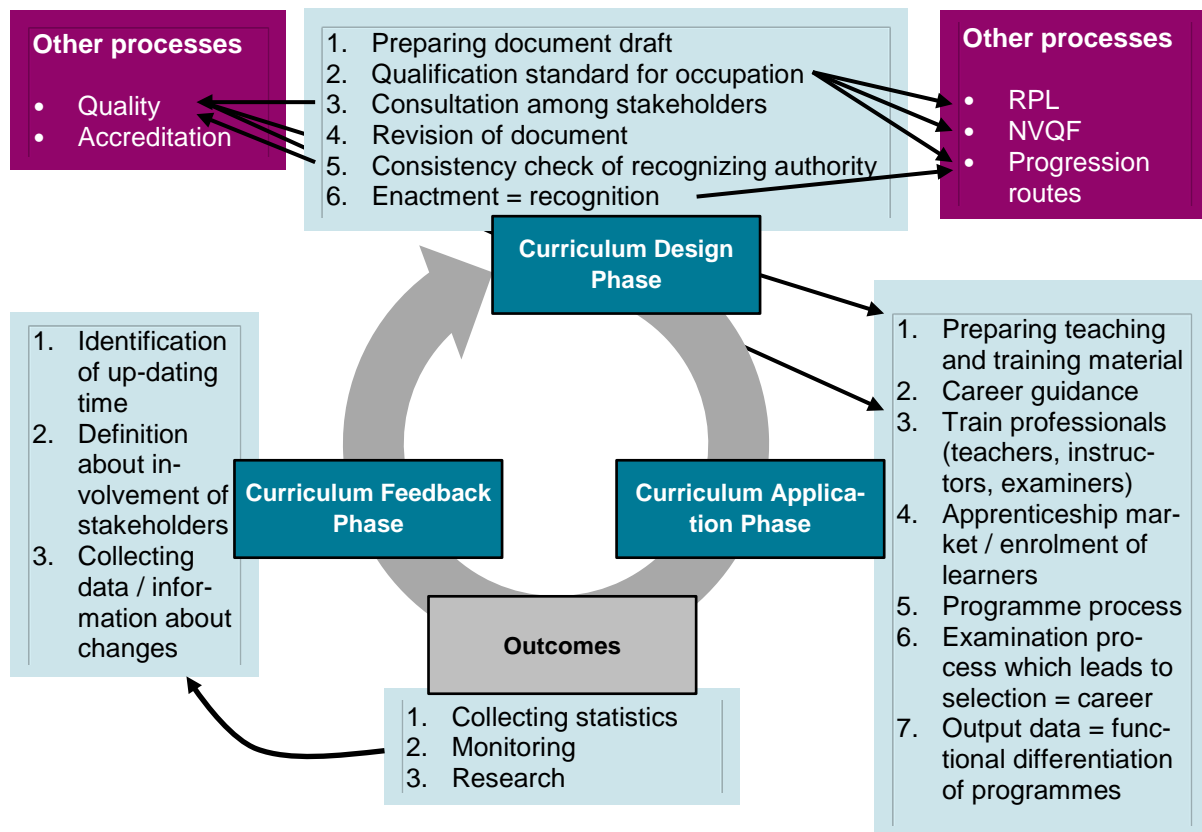 Other processes
• Quality
• Accreditation
1. Preparing document draft
2. Qualification standard for occupation
3. Consultation among stakeholders
4. Revision of document
5. Consistency check of recognizing authority
6. Enactment = recognition
Other processes
• RPL
• NVQF
• Progression
routes
Curriculum Design
Phase
1. Identification
of up-dating
time
2. Definition
about in-
volvement of
stakeholders
3. Collecting
data / infor-
mation about
changes
Curriculum Feedback
Phase
Curriculum Applica-
tion Phase
1. Preparing teaching
and training material
2. Career guidance
3. Train professionals
(teachers, instruc-
tors, examiners)
4. Apprenticeship mar-
ket / enrolment of
learners
5. Programme process
6. Examination pro-
cess which leads to
selection = career
7. Output data = func-
tional differentiation
of programmes
Outcomes
1. Collecting statistics
2. Monitoring
3. Research